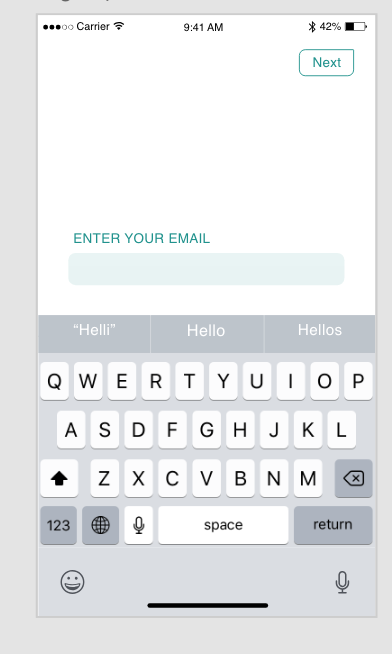 Carrier 9:41 AM 42%
Next
ENTER YOUR EMAIL
“Helli” Hello Hellos
Q W E R T Y U I O P
A S D F G H J K L
Z X C V B N M
123 space return